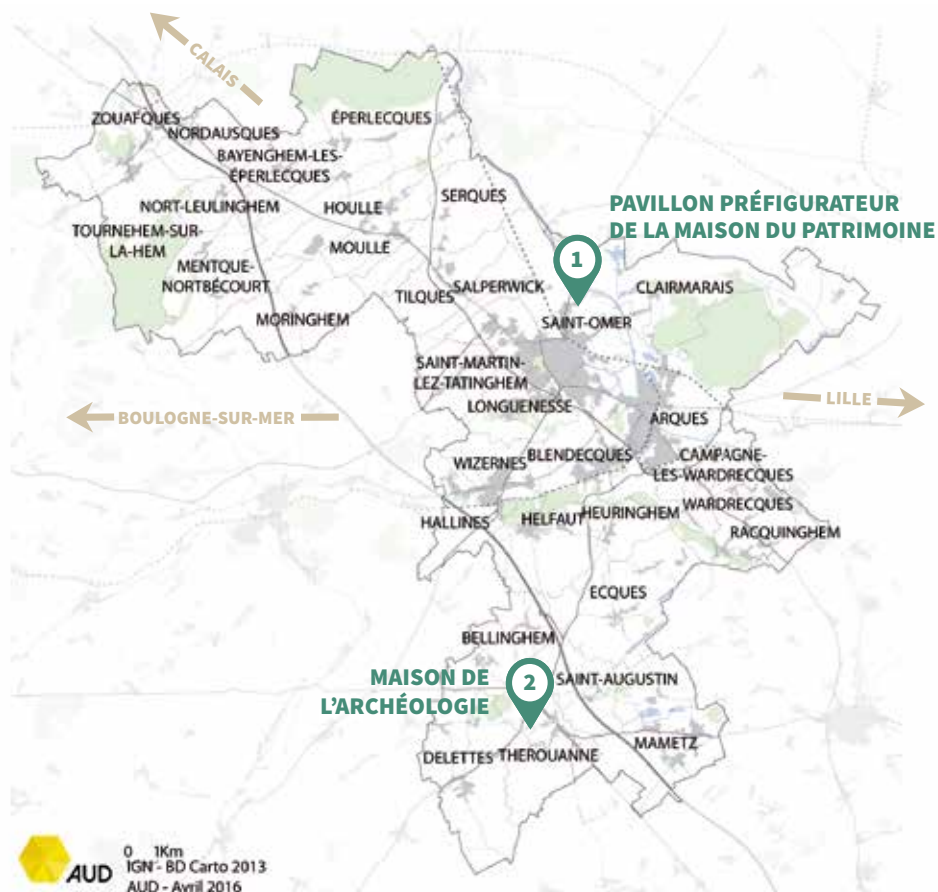 CALAIS
ZOUAFQUES
ÉPERLECQUES
NORDAUSQUES
BAYENGHEM-LES-
ÉPERLECQUES
SERQUES
NORT-LEULINGHEM
HOULLE
PAVILLON PRÉFIGURATEUR
DE LA MAISON DU PATRIMOINE
TOURNEHEM-SUR-
LA-HEM
MOULLE
1
MENTQUE-
NORTBÉCOURT
SALPERWICK
CLAIRMARAIS
TILQUES
MORINGHEM
SAINT-OMER
SAINT-MARTIN-
LEZ-TATINGHEM
LILLE
LONGUENESSE
BOULOGNE-SUR-MER
ARQUES
BLENDECQUES
WIZERNES
CAMPAGNE-
LES-WARDRECQUES
WARDRECQUES
HEURINGHEM
HELFAUT
HALLINES
RACQUINGHEM
ECQUES
BELLINGHEM
MAISON DE
L'ARCHÉOLOGIE
2
SAINT-AUGUSTIN
MAMETZ
DELETTES
THEROUANNE
AUD
0 1Km
IGN - BD Carto 2013
AUD - Avril 2016